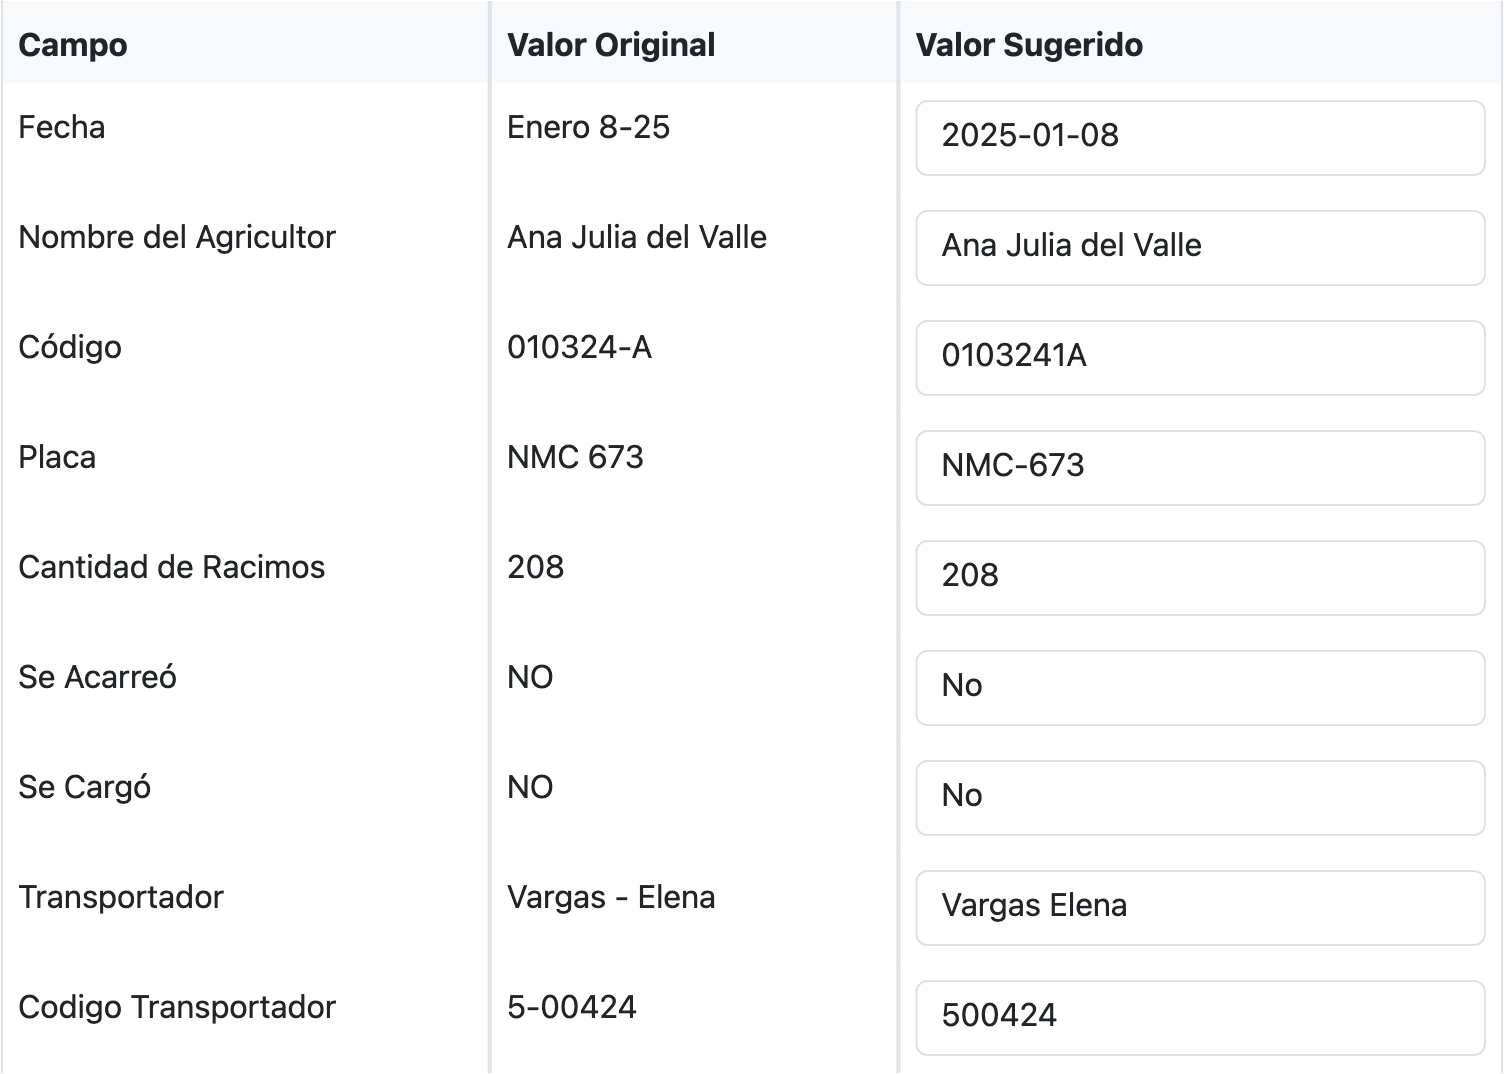 Campo Valor Original Valor Sugerido
Fecha Enero 8-25 2025-01-08
Nombre del Agricultor Ana Julia del Valle Ana Julia del Valle
Código 010324-A 0103241A
Placa NMC 673 NMC-673
Cantidad de Racimos 208 208
Se Acarreó NO No
Se Cargó NO No
Transportador Vargas - Elena Vargas Elena
Codigo Transportador 5-00424 500424